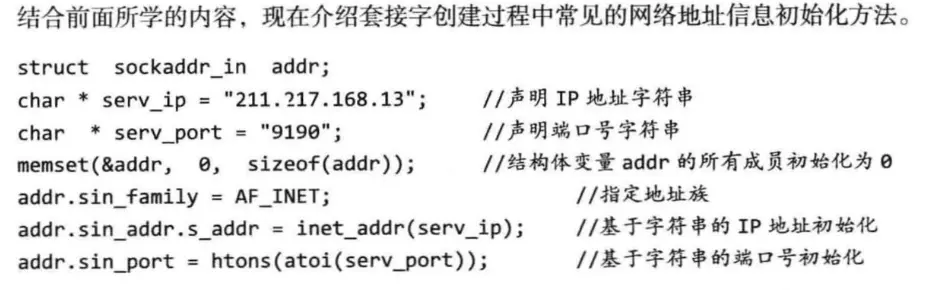 结合前面所学的内容，现在介绍套接字创建过程中常见的网络地址信息初始化方法。
struct sockaddr_in addr;
char * serv_ip = "211.217.168.13"; //声明 IP 地址字符串
char * serv_port = "9190"; //声明端口号字符串
memset(&addr, 0, sizeof(addr)); //结构体变量 addr 的所有成员初始化为 0
addr.sin_family = AF_INET; //指定地址族
addr.sin_addr.s_addr = inet_addr(serv_ip); //基于字符串的 IP 地址初始化
addr.sin_port = htons(atoi(serv_port)); //基于字符串的端口号初始化